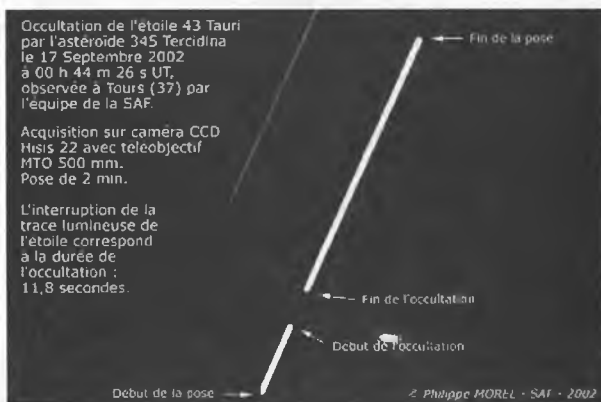 Occultation de l'étoile 43 Tauri
par l'astéroïde 345 Tercidina
le 17 Septembre 2002
à 00 h 44 m 26 s UT,
observée à Tours (37) par
l'équipe de la SAF.
Acquisition sur caméra CCD
Hisis 22 avec téléobjectif
MTO 500 mm.
Pose de 2 min.
L'interruption de la
trace lumineuse de
l'étoile correspond
à la durée de
l'occultation :
11,8 secondes.
Fin de la pose
Fin de l'occultation
Début de l'occultation
Début de la pose
Philippe MOREL - SAF - 2002